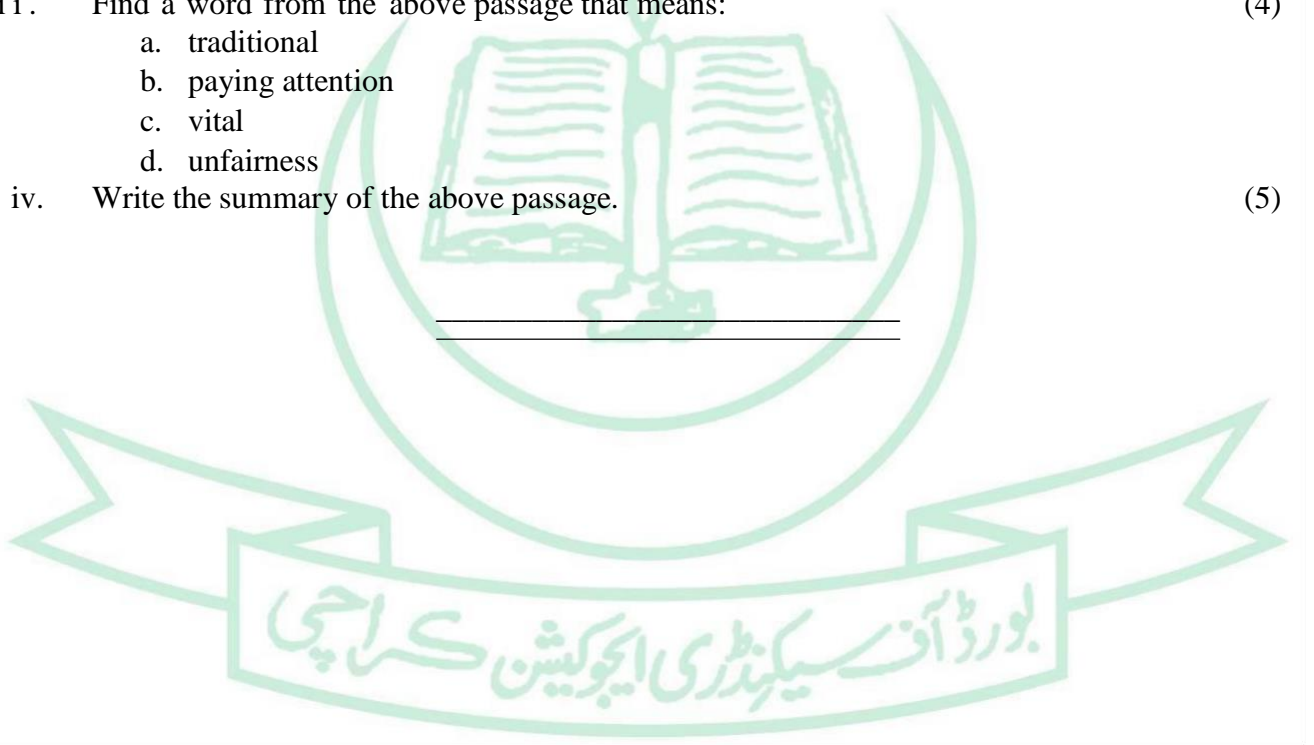 Find a word from the above passage that means: (4)
a. traditional
b. paying attention
c. vital
d. unfairness
iv. Write the summary of the above passage. (5)
بورڈ آف سیکنڈری ایجوکیشن کراچی